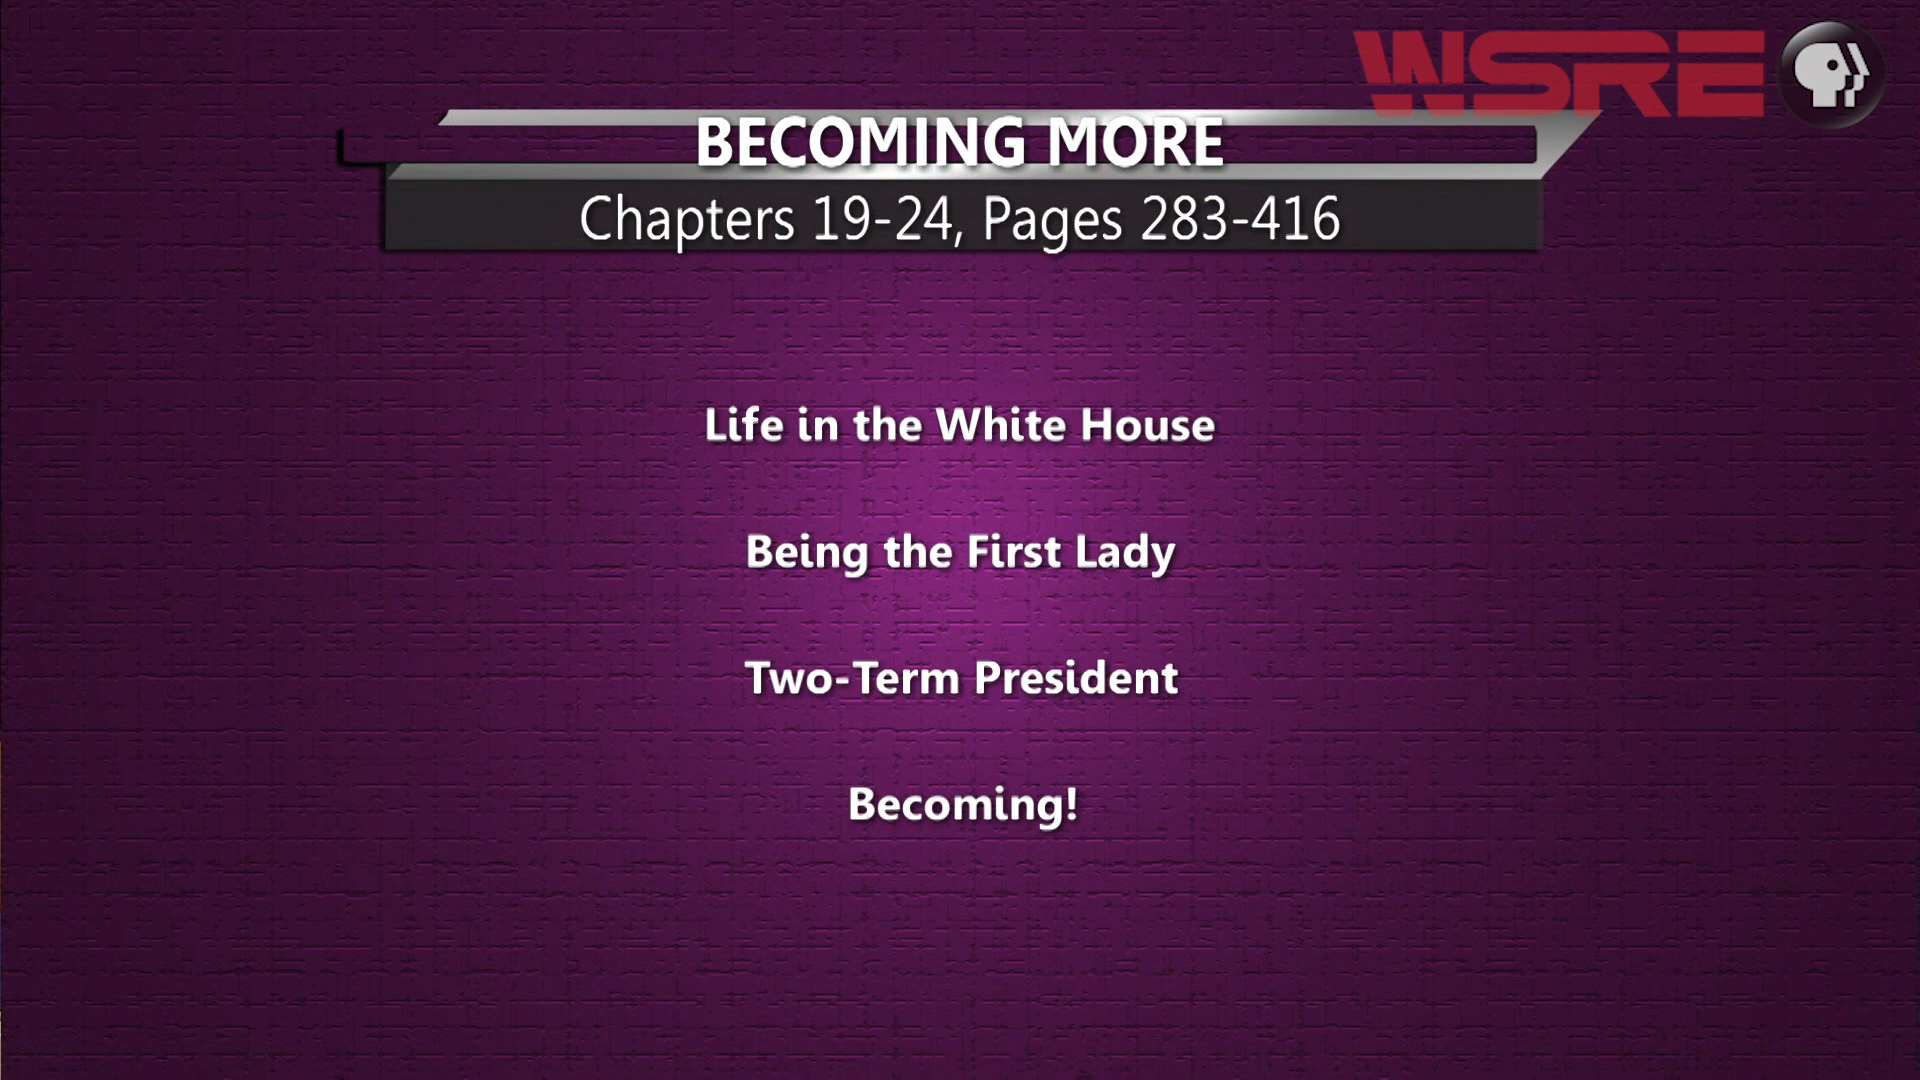 WSRE
BECOMING MORE
Chapters 19-24, Pages 283-416
Life in the White House
Being the First Lady
Two-Term President
Becoming!